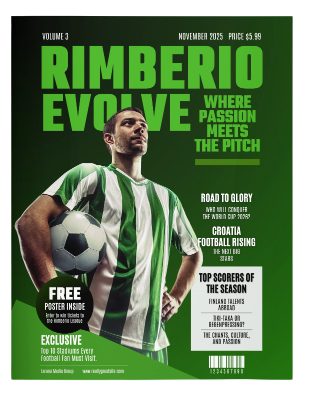 VOLUME 3
NOVEMBER 2025 PRICE $5.99
RIMBERIO
EVOLVE
WHERE
PASSION
MEETS
THE PITCH
ROAD TO GLORY
WHO WILL CONQUER
THE WORLD CUP 2026?
CROATIA
FOOTBALL RISING
THE NEXT BIG
STARS
TOP SCORERS OF
THE SEASON
FINLAND TALENTS
ABROAD
TIKI-TAKA OR
GEGENPRESSING?
THE CHANTS, CULTURE,
AND PASSION
FREE
POSTER INSIDE
Enter to win tickets to
the Rimberio League
EXCLUSIVE
Top 10 Stadiums Every
Football Fan Must Visit.
Larana Media Group
www.reallygreatsite.com